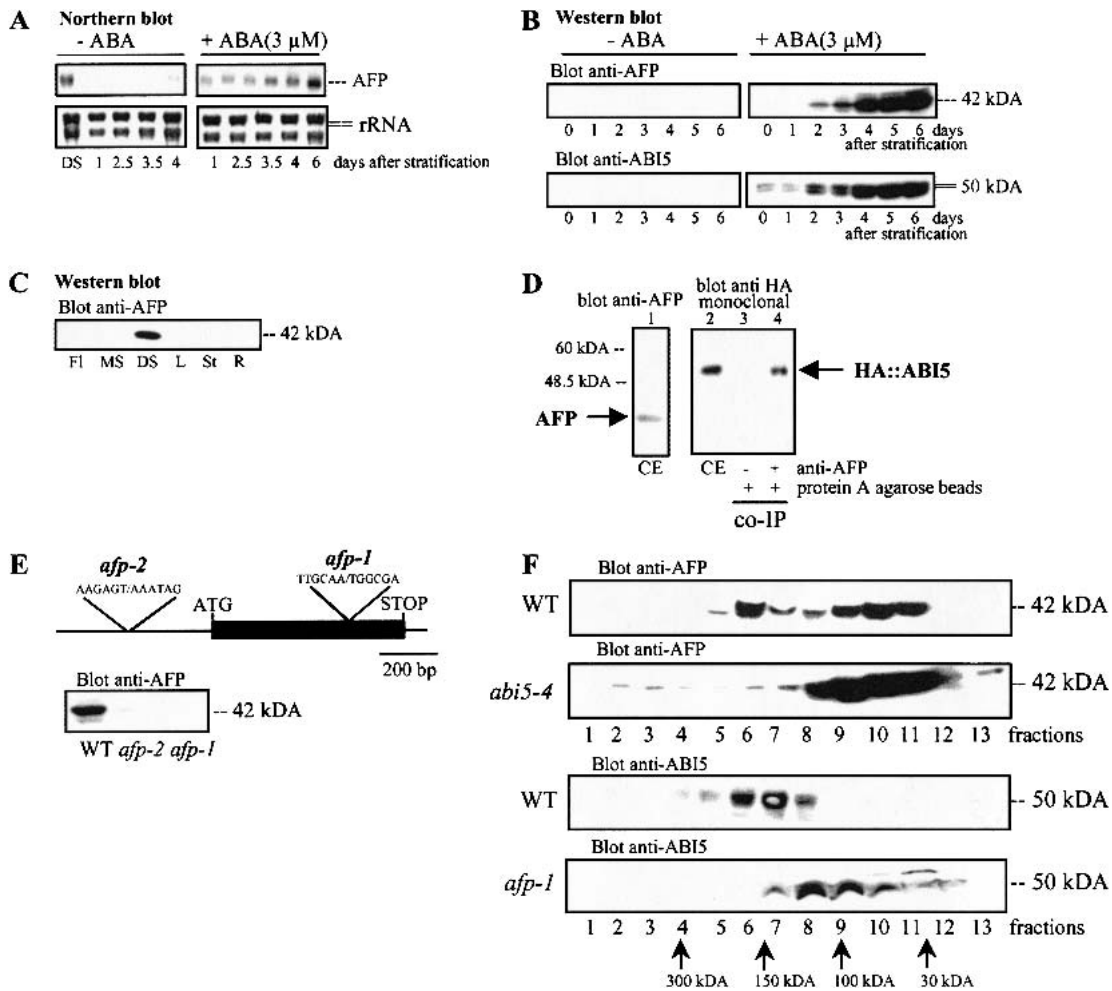 A Northern blot
- ABA + ABA(3 µM)
--- AFP
rRNA
DS 1 2.5 3.5 4 1 2.5 3.5 4 6 days after stratification
B Western blot
- ABA + ABA(3 µM)
Blot anti-AFP
--- 42 kDA
0 1 2 3 4 5 6 0 1 2 3 4 5 6 days
after stratification
Blot anti-ABI5
50 kDA
0 1 2 3 4 5 6 0 1 2 3 4 5 6 days
after stratification
C Western blot
Blot anti-AFP
-- 42 kDA
Fl MS DS L St R
D
blot anti-AFP
blot anti HA
monoclonal
1 2 3 4
60 kDA --
48.5 kDA --
HA::ABI5
AFP
CE CE - + anti-AFP
+ + protein A agarose beads
co-IP
E
afp-2
AAGAGT/AAATAG
afp-1
TTGCAA/TGGCGA
ATG STOP
200 bp
Blot anti-AFP
-- 42 kDA
WT afp-2 afp-1
F
Blot anti-AFP
WT -- 42 kDA
Blot anti-AFP
abi5-4 -- 42 kDA
1 2 3 4 5 6 7 8 9 10 11 12 13 fractions
Blot anti-ABI5
WT -- 50 kDA
Blot anti-ABI5
afp-1 -- 50 kDA
1 2 3 4 5 6 7 8 9 10 11 12 13 fractions
300 kDA 150 kDA 100 kDA 30 kDA